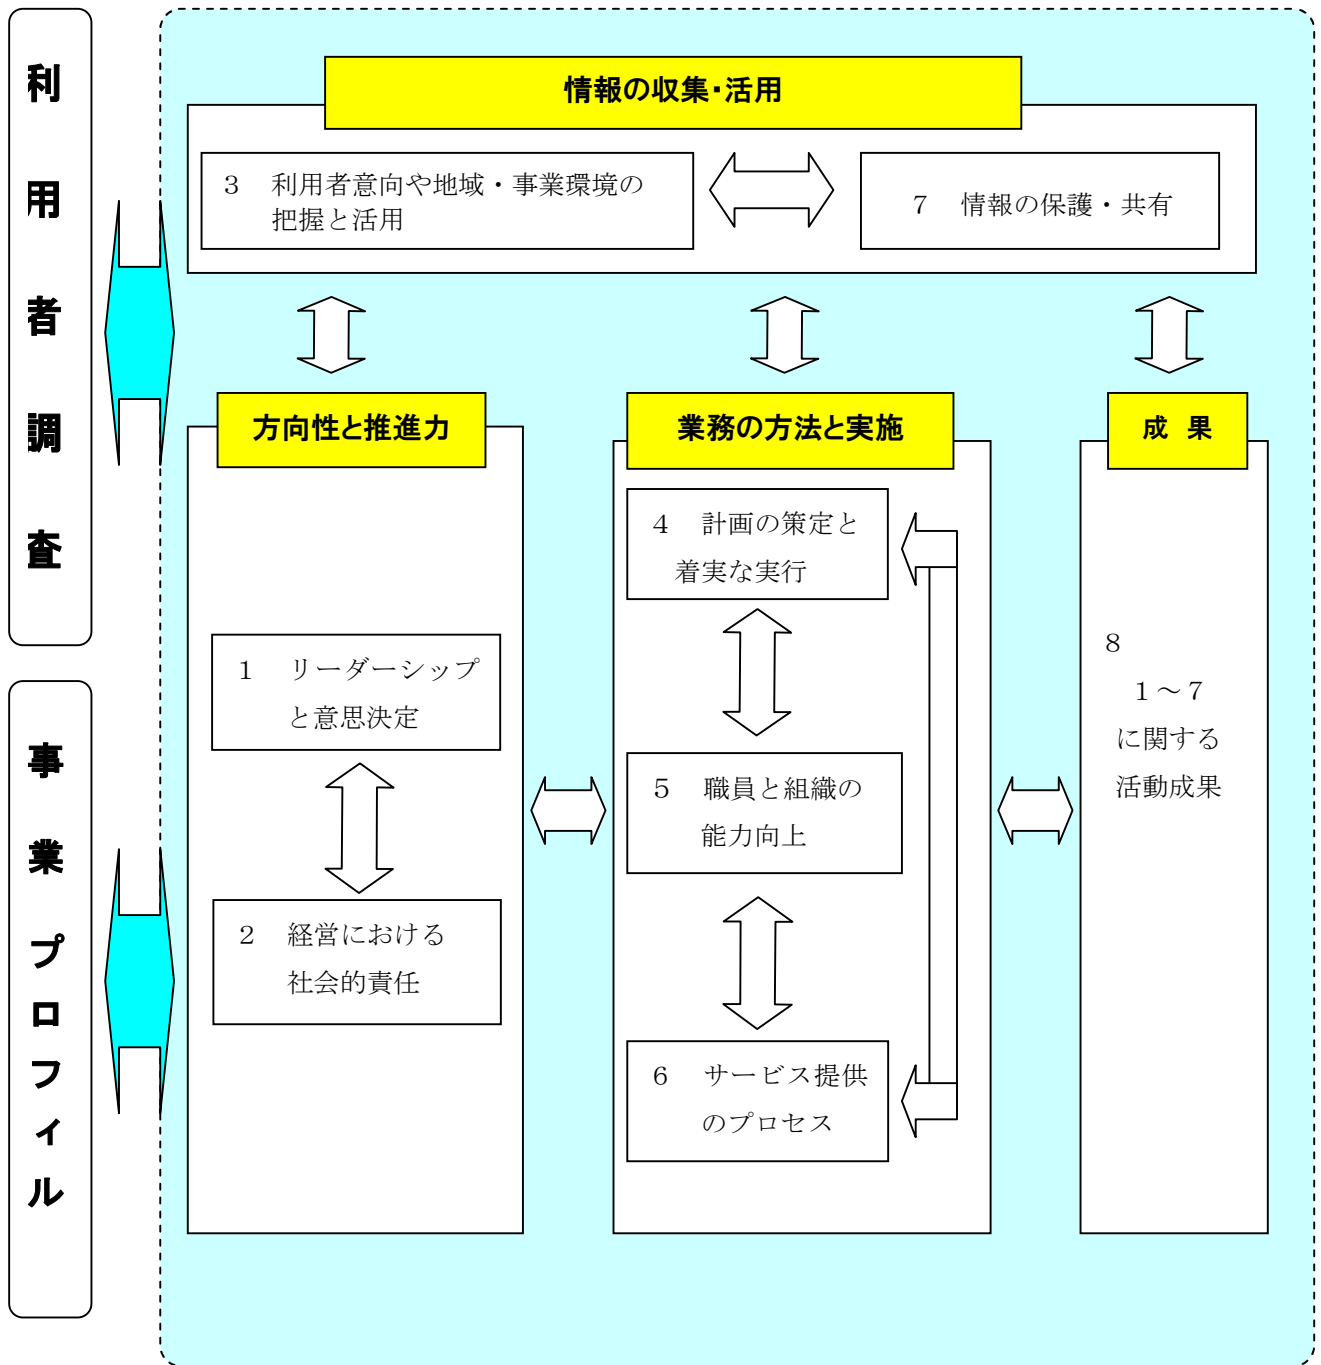 利用者調査
事業プロフィル
情報の収集・活用
3 利用者意向や地域・事業環境の
把握と活用
7 情報の保護・共有
方向性と推進力
1 リーダーシップ
と意思決定
2 経営における
社会的責任
業務の方法と実施
4 計画の策定と
着実な実行
5 職員と組織の
能力向上
6 サービス提供
のプロセス
成 果
8
1~7
に関する
活動成果